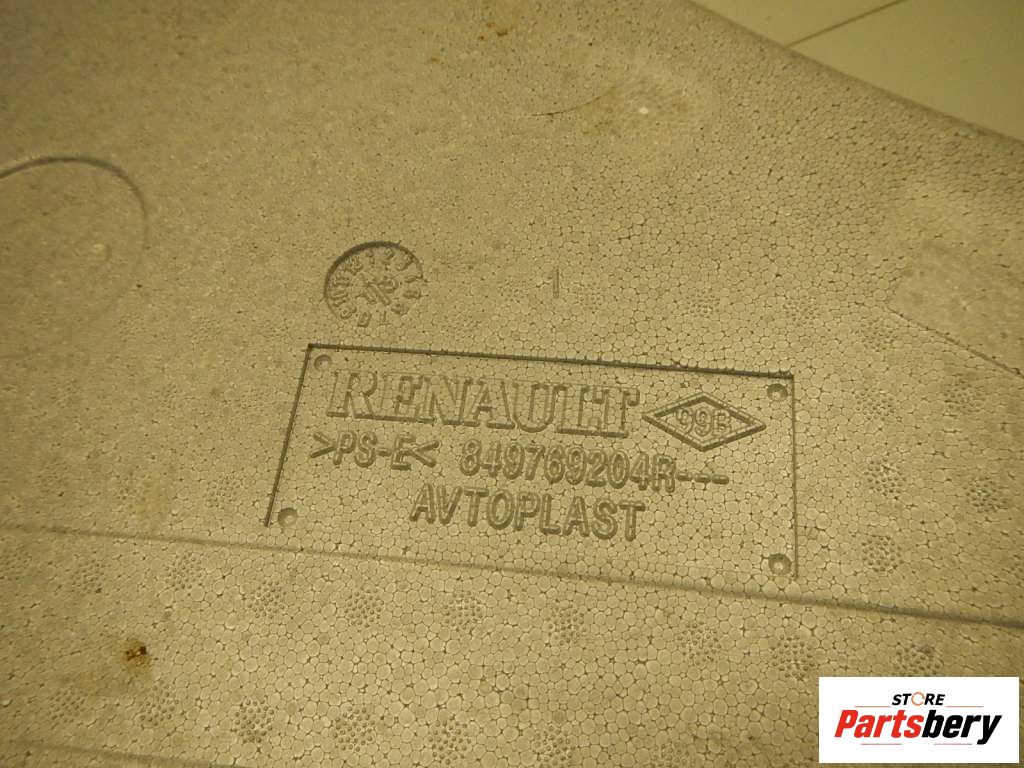 1
RENAULT 99B
>PS-E< 849769204R---
AVTOPLAST
STORE
Partsbery